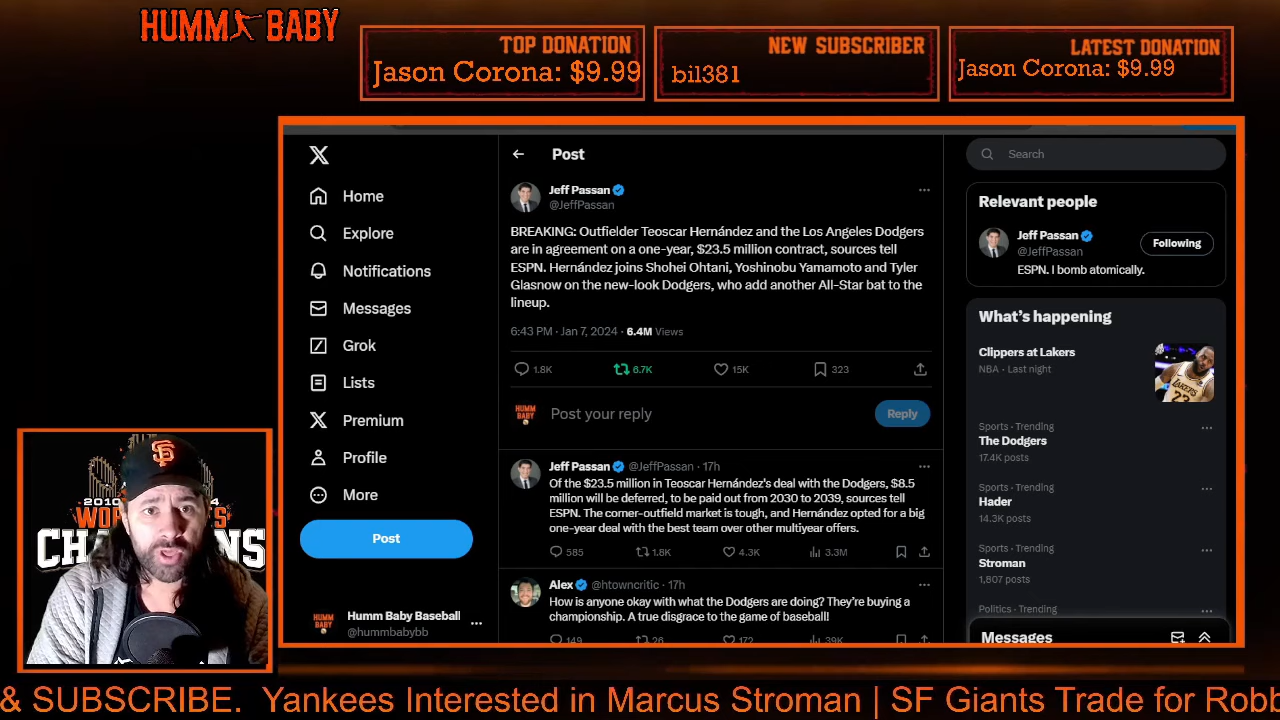 HUMM BABY
TOP DONATION
Jason Corona: $9.99
NEW SUBSCRIBER
bil381
LATEST DONATION
Jason Corona: $9.99
Home
Explore
Notifications
Messages
Grok
Lists
Premium
Profile
More
Post
Humm Baby Baseball
@hummbabybb
Post
Jeff Passan
@JeffPassan
BREAKING: Outfielder Teoscar Hernández and the Los Angeles Dodgers
are in agreement on a one-year, $23.5 million contract, sources tell
ESPN. Hernández joins Shohei Ohtani, Yoshinobu Yamamoto and Tyler
Glasnow on the new-look Dodgers, who add another All-Star bat to the
lineup.
6:43 PM · Jan 7, 2024 · 6.4M Views
1.8K 6.7K 15K 323
HUMM BABY
Post your reply
Reply
Jeff Passan @JeffPassan · 17h
Of the $23.5 million in Teoscar Hernández's deal with the Dodgers, $8.5
million will be deferred, to be paid out from 2030 to 2039, sources tell
ESPN. The corner-outfield market is tough, and Hernández opted for a big
one-year deal with the best team over other multiyear offers.
585 1.8K 4.3K 3.3M
Alex @htowncritic · 17h
How is anyone okay with what the Dodgers are doing? They're buying a
championship. A true disgrace to the game of baseball!
149 26 172 39K
Search
Relevant people
Jeff Passan
@JeffPassan
Following
ESPN. I bomb atomically.
What's happening
Clippers at Lakers
NBA · Last night
Sports · Trending
The Dodgers
17.4K posts
Sports · Trending
Hader
14.3K posts
Sports · Trending
Stroman
1,807 posts
Politics · Trending
Messages
SF
2010
& SUBSCRIBE. Yankees Interested in Marcus Stroman | SF Giants Trade for Robb